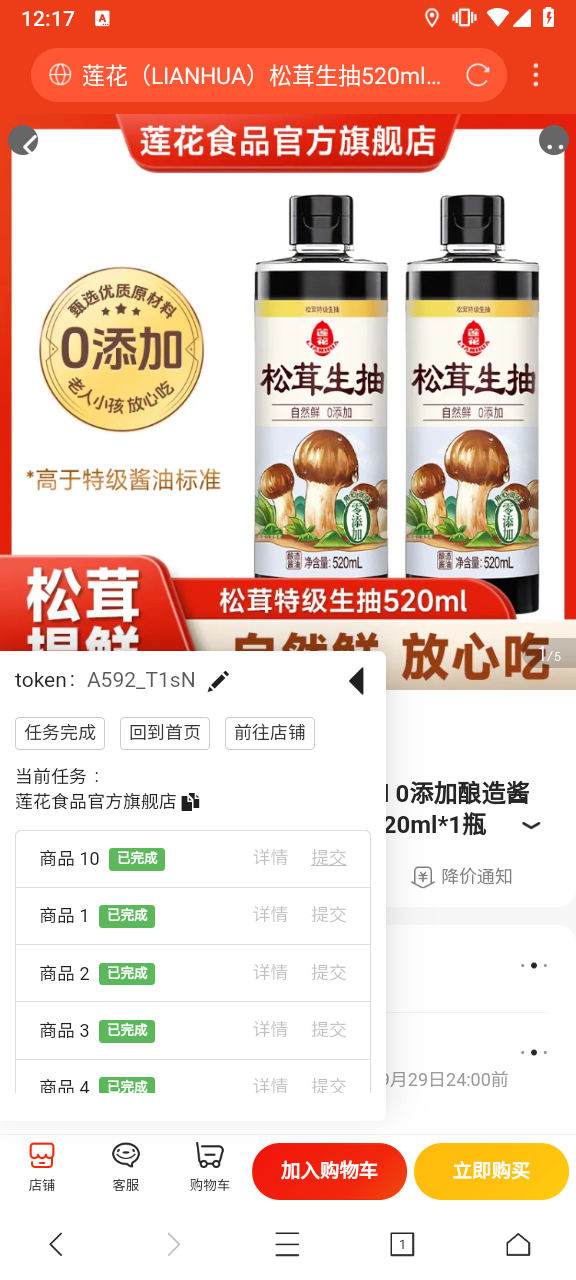 12:17
莲花（LIANHUA）松茸生抽520ml...
莲花食品官方旗舰店
甄选优质原材料
0添加
老人小孩 放心吃
*高于特级酱油标准
松茸特级生抽
莲花
松茸生抽
自然鲜 0添加
零添加
酿造酱油
净含量: 520mL
松茸特级生抽
莲花
松茸生抽
自然鲜 0添加
零添加
酿造酱油
净含量: 520mL
松茸
提鲜
松茸特级生抽520ml
自然鲜 放心吃
1/5
token： A592_T1sN
任务完成
回到首页
前往店铺
当前任务：
莲花食品官方旗舰店
0添加酿造酱
20ml*1瓶
降价通知
商品 10 已完成 详情 提交
商品 1 已完成 详情 提交
商品 2 已完成 详情 提交
商品 3 已完成 详情 提交
商品 4 已完成 详情 提交
9月29日24:00前
店铺
客服
购物车
加入购物车
立即购买
1